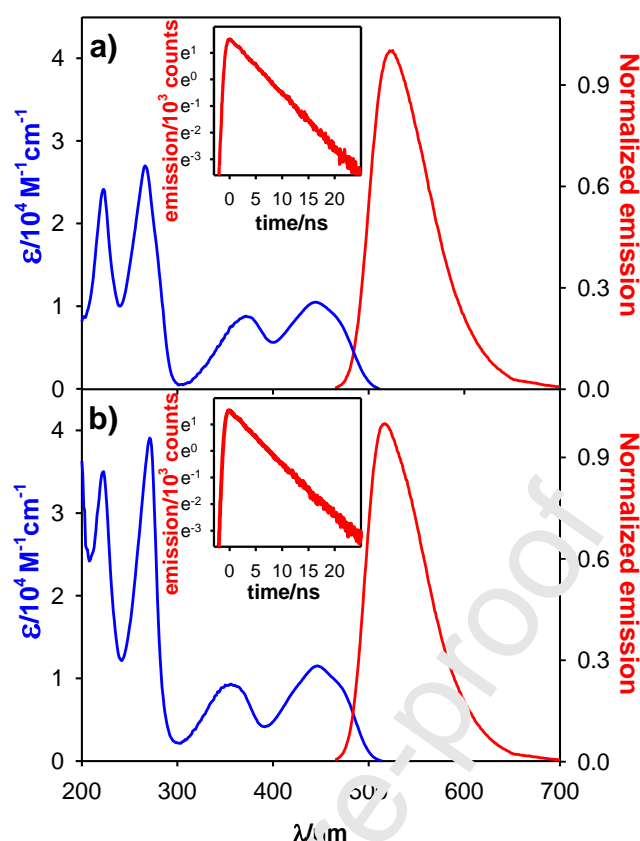 a)
ε/10⁴ M⁻¹cm⁻¹
4
3
2
1
0
emission/10³ counts
e¹
e⁰
e⁻¹
e⁻²
e⁻³
0 5 10 15 20
time/ns
Normalized emission
0.9
0.6
0.3
0.0
b)
ε/10⁴ M⁻¹cm⁻¹
4
3
2
1
0
emission/10³ counts
e¹
e⁰
e⁻¹
e⁻²
e⁻³
0 5 10 15 20
time/ns
Normalized emission
0.9
0.6
0.3
0.0
200 300 400 500 600 700
re-proof